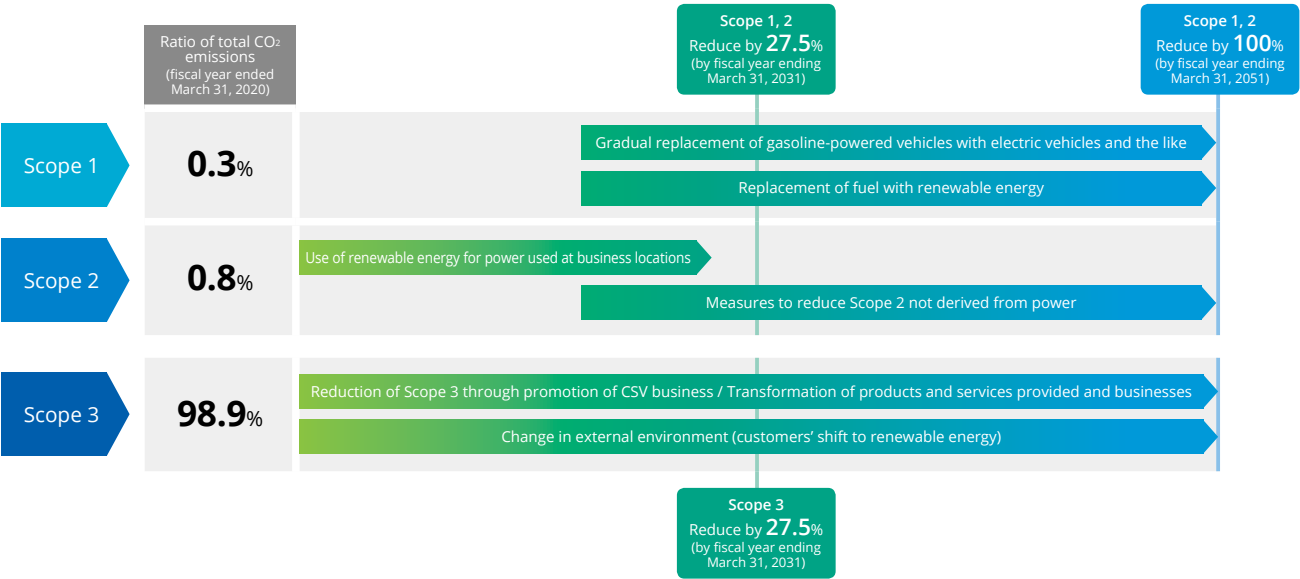 Ratio of total CO2
emissions
(fiscal year ended
March 31, 2020)
Scope 1, 2
Reduce by 27.5%
(by fiscal year ending
March 31, 2031)
Scope 1, 2
Reduce by 100%
(by fiscal year ending
March 31, 2051)
Scope 1
0.3%
Gradual replacement of gasoline-powered vehicles with electric vehicles and the like
Replacement of fuel with renewable energy
Scope 2
0.8%
Use of renewable energy for power used at business locations
Measures to reduce Scope 2 not derived from power
Scope 3
98.9%
Reduction of Scope 3 through promotion of CSV business / Transformation of products and services provided and businesses
Change in external environment (customers’ shift to renewable energy)
Scope 3
Reduce by 27.5%
(by fiscal year ending
March 31, 2031)